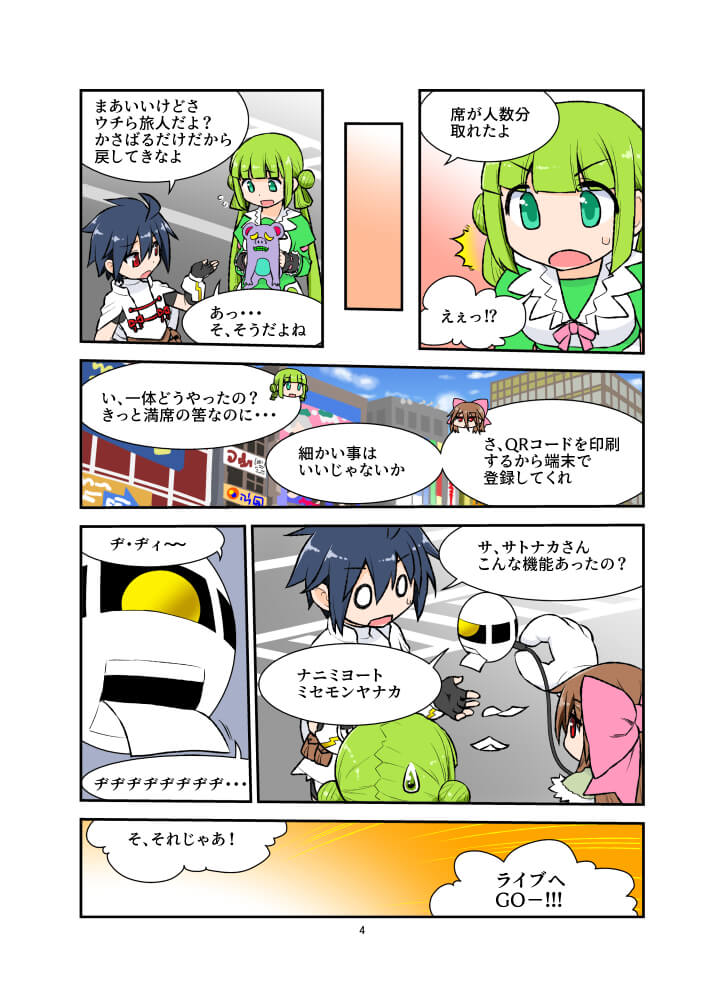 まあいいけどさ
ウチら旅人だよ？
かさばるだけだから
戻してきなよ
あっ・・・
そ、そうだよね
席が人数分
取れたよ
えぇっ!?
い、一体どうやったの？
きっと満席の筈なのに・・・
細かい事は
いいじゃないか
さ、QRコードを印刷
するから端末で
登録してくれ
ヂ・ヂィ〜〜
ヂヂヂヂヂヂヂヂ・・・
サ、サトナカさん
こんな機能あったの？
ナニミヨート
ミセモンヤナカ
そ、それじゃあ！
ライブへ
GOー!!!
4